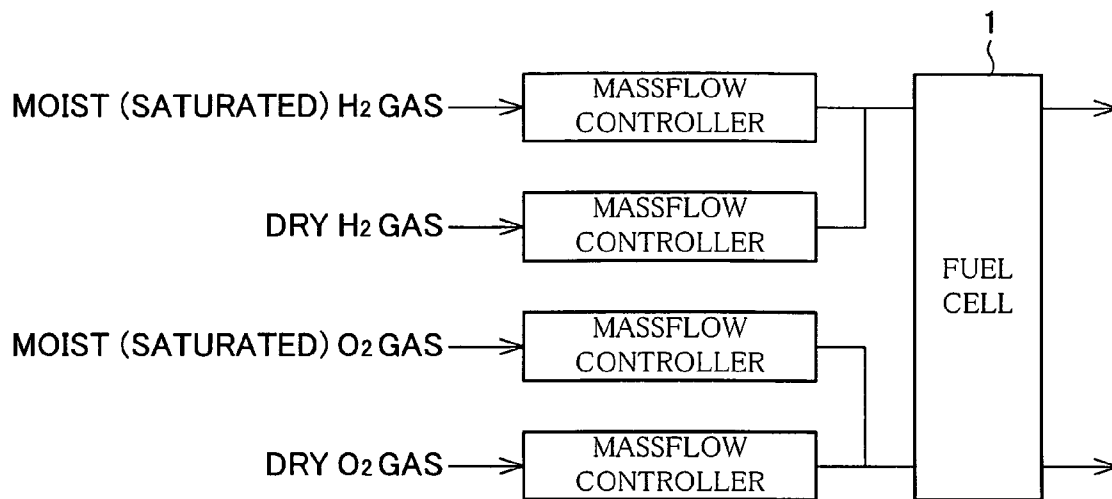 1
MOIST (SATURATED) H2 GAS
MASSFLOW
CONTROLLER
DRY H2 GAS
MASSFLOW
CONTROLLER
FUEL
CELL
MOIST (SATURATED) O2 GAS
MASSFLOW
CONTROLLER
DRY O2 GAS
MASSFLOW
CONTROLLER